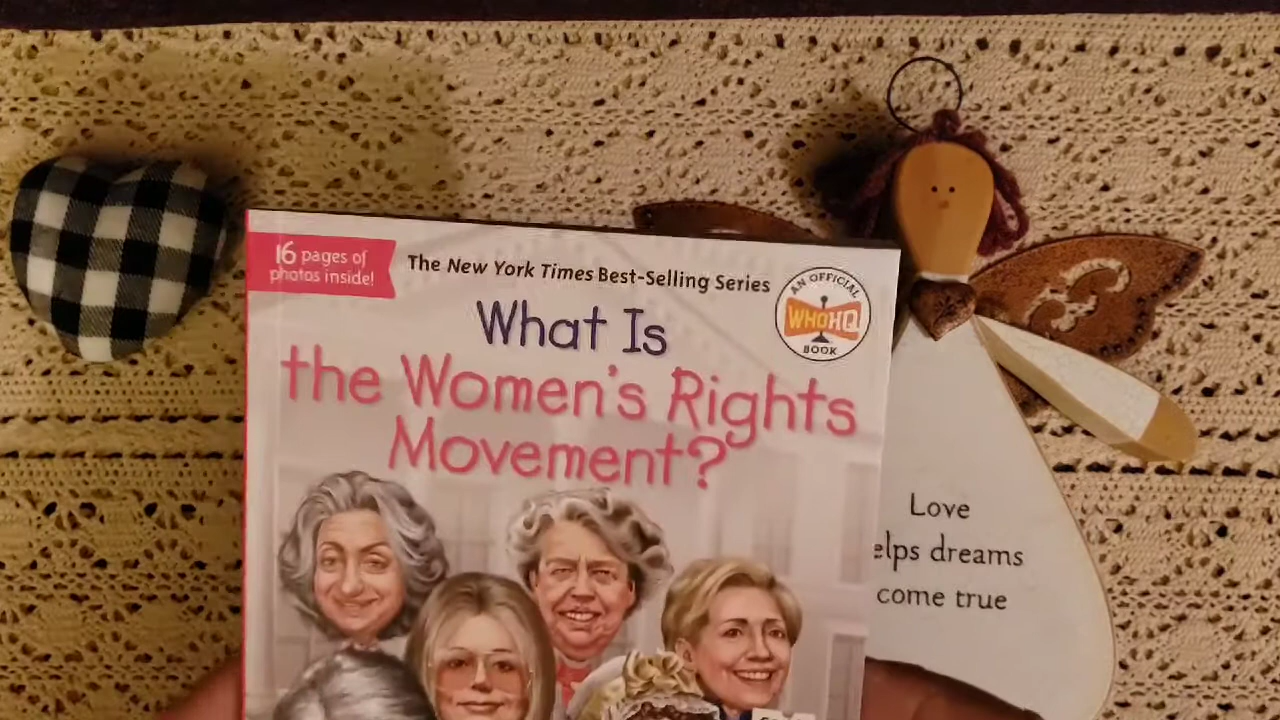 16 pages of
photos inside!
The New York Times Best-Selling Series
AN OFFICIAL
WHOHQ
BOOK
What Is
the Women's Rights
Movement?
Love
elps dreams
come true